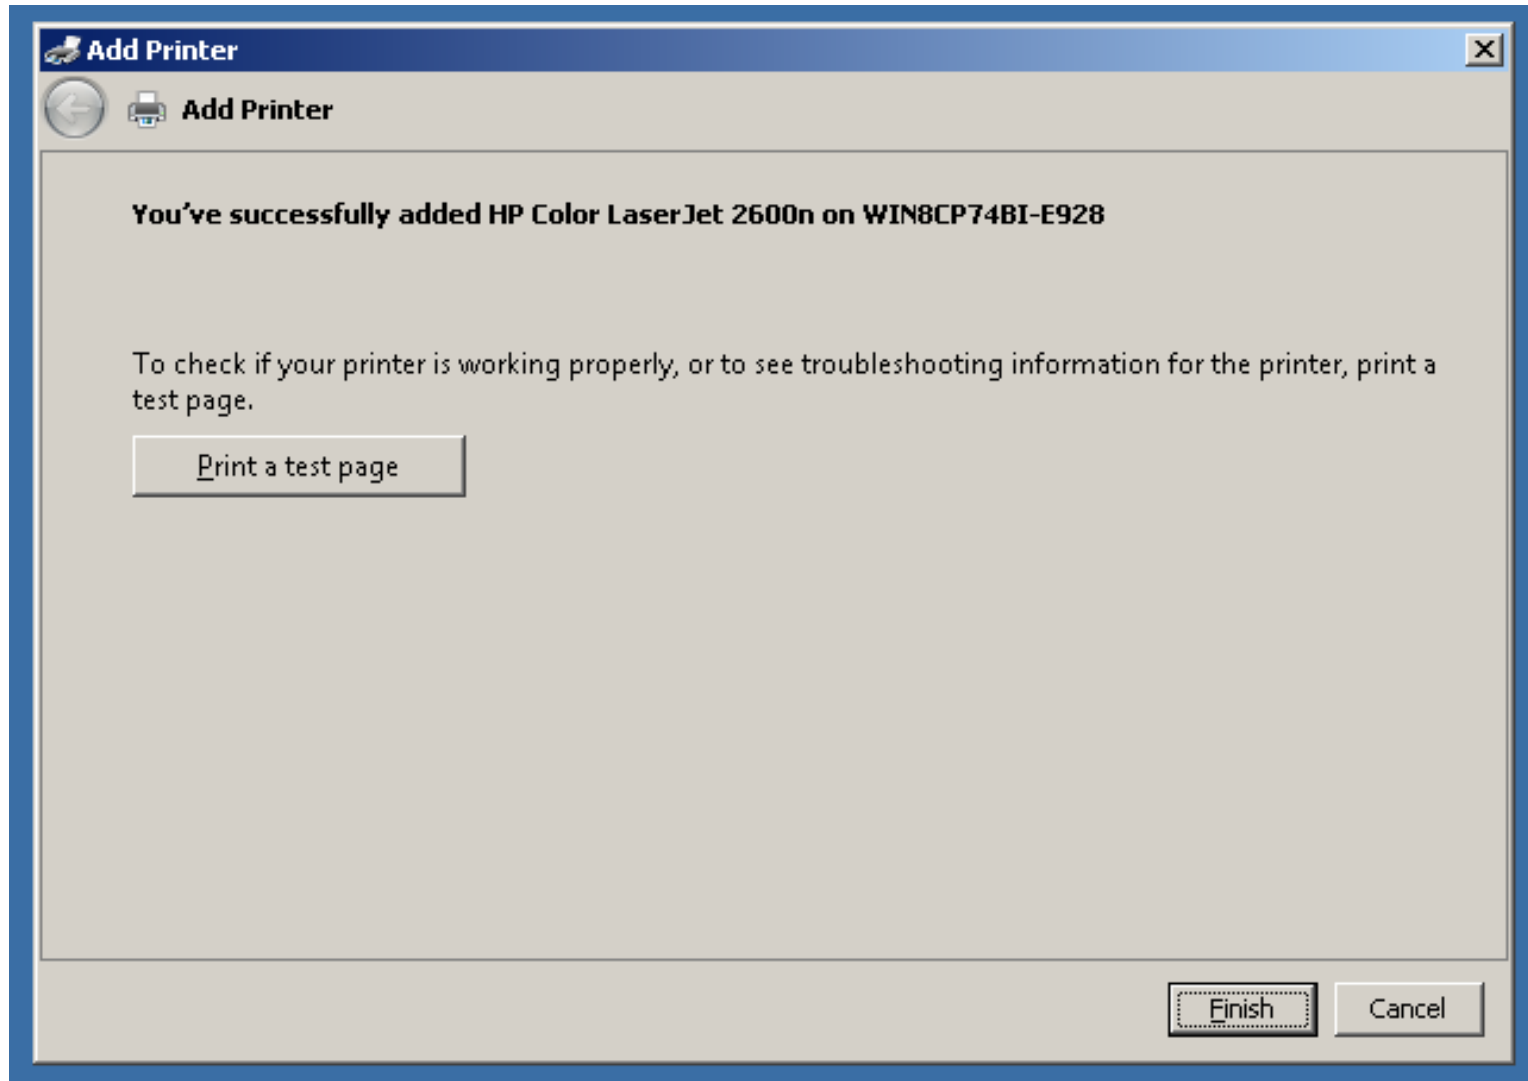 Add Printer
Add Printer
You've successfully added HP Color LaserJet 2600n on WIN8CP74BI-E928
To check if your printer is working properly, or to see troubleshooting information for the printer, print a
test page.
Print a test page
Finish
Cancel